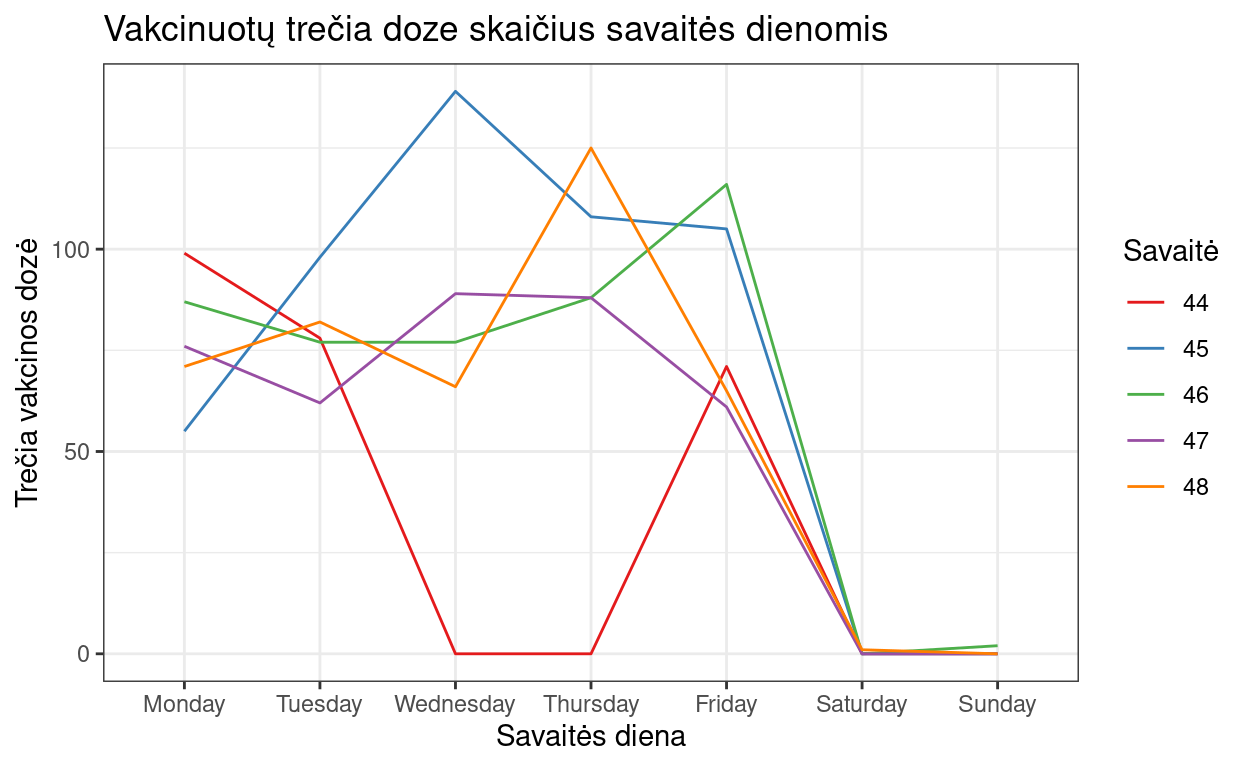 Vakcinuotų trečia doze skaičius savaitės dienomis
Trečia vakcinos dozė
100
50
0
Monday Tuesday Wednesday Thursday Friday Saturday Sunday
Savaitės diena
Savaitė
44
45
46
47
48